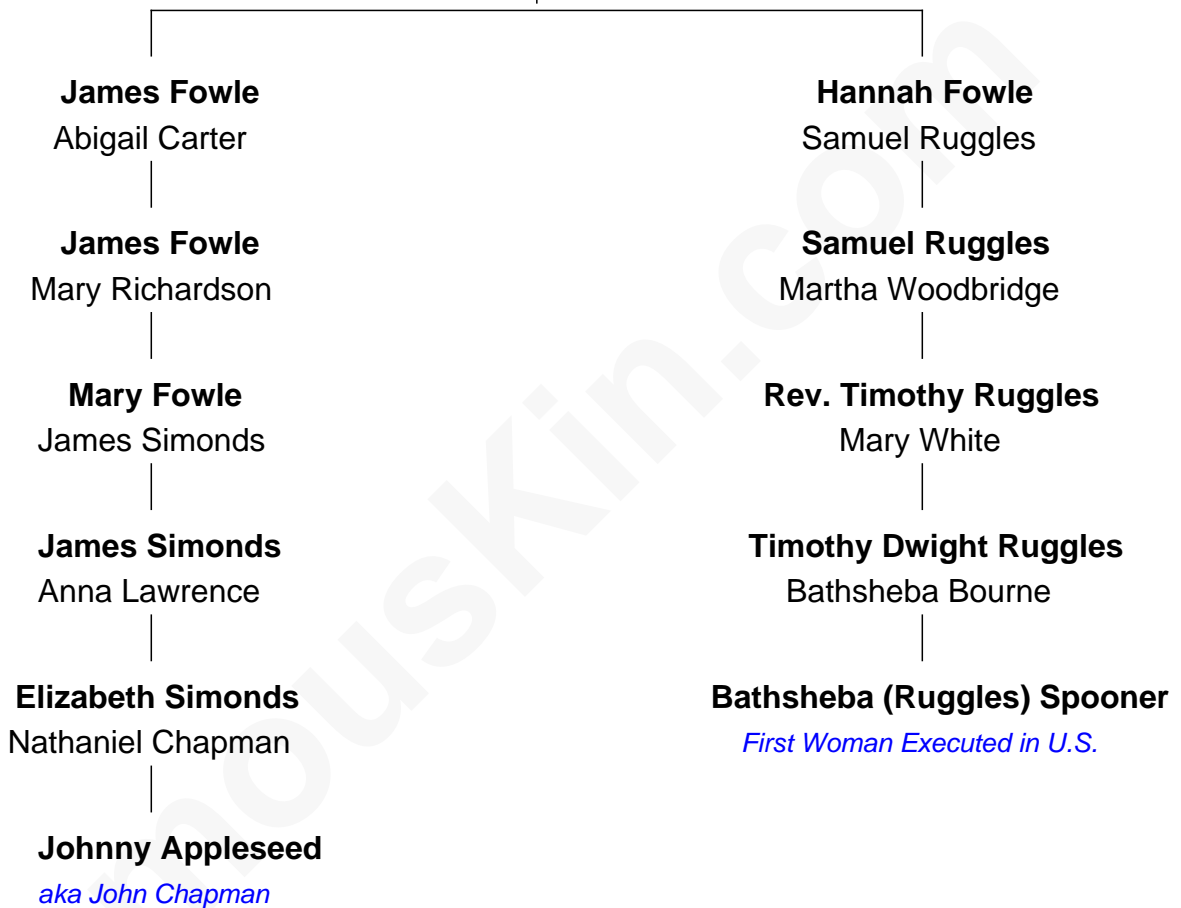 James Fowle
Abigail Carter
James Fowle
Mary Richardson
Mary Fowle
James Simonds
James Simonds
Anna Lawrence
Elizabeth Simonds
Nathaniel Chapman
Johnny Appleseed
aka John Chapman
Hannah Fowle
Samuel Ruggles
Samuel Ruggles
Martha Woodbridge
Rev. Timothy Ruggles
Mary White
Timothy Dwight Ruggles
Bathsheba Bourne
Bathsheba (Ruggles) Spooner
First Woman Executed in U.S.
mousKin.com